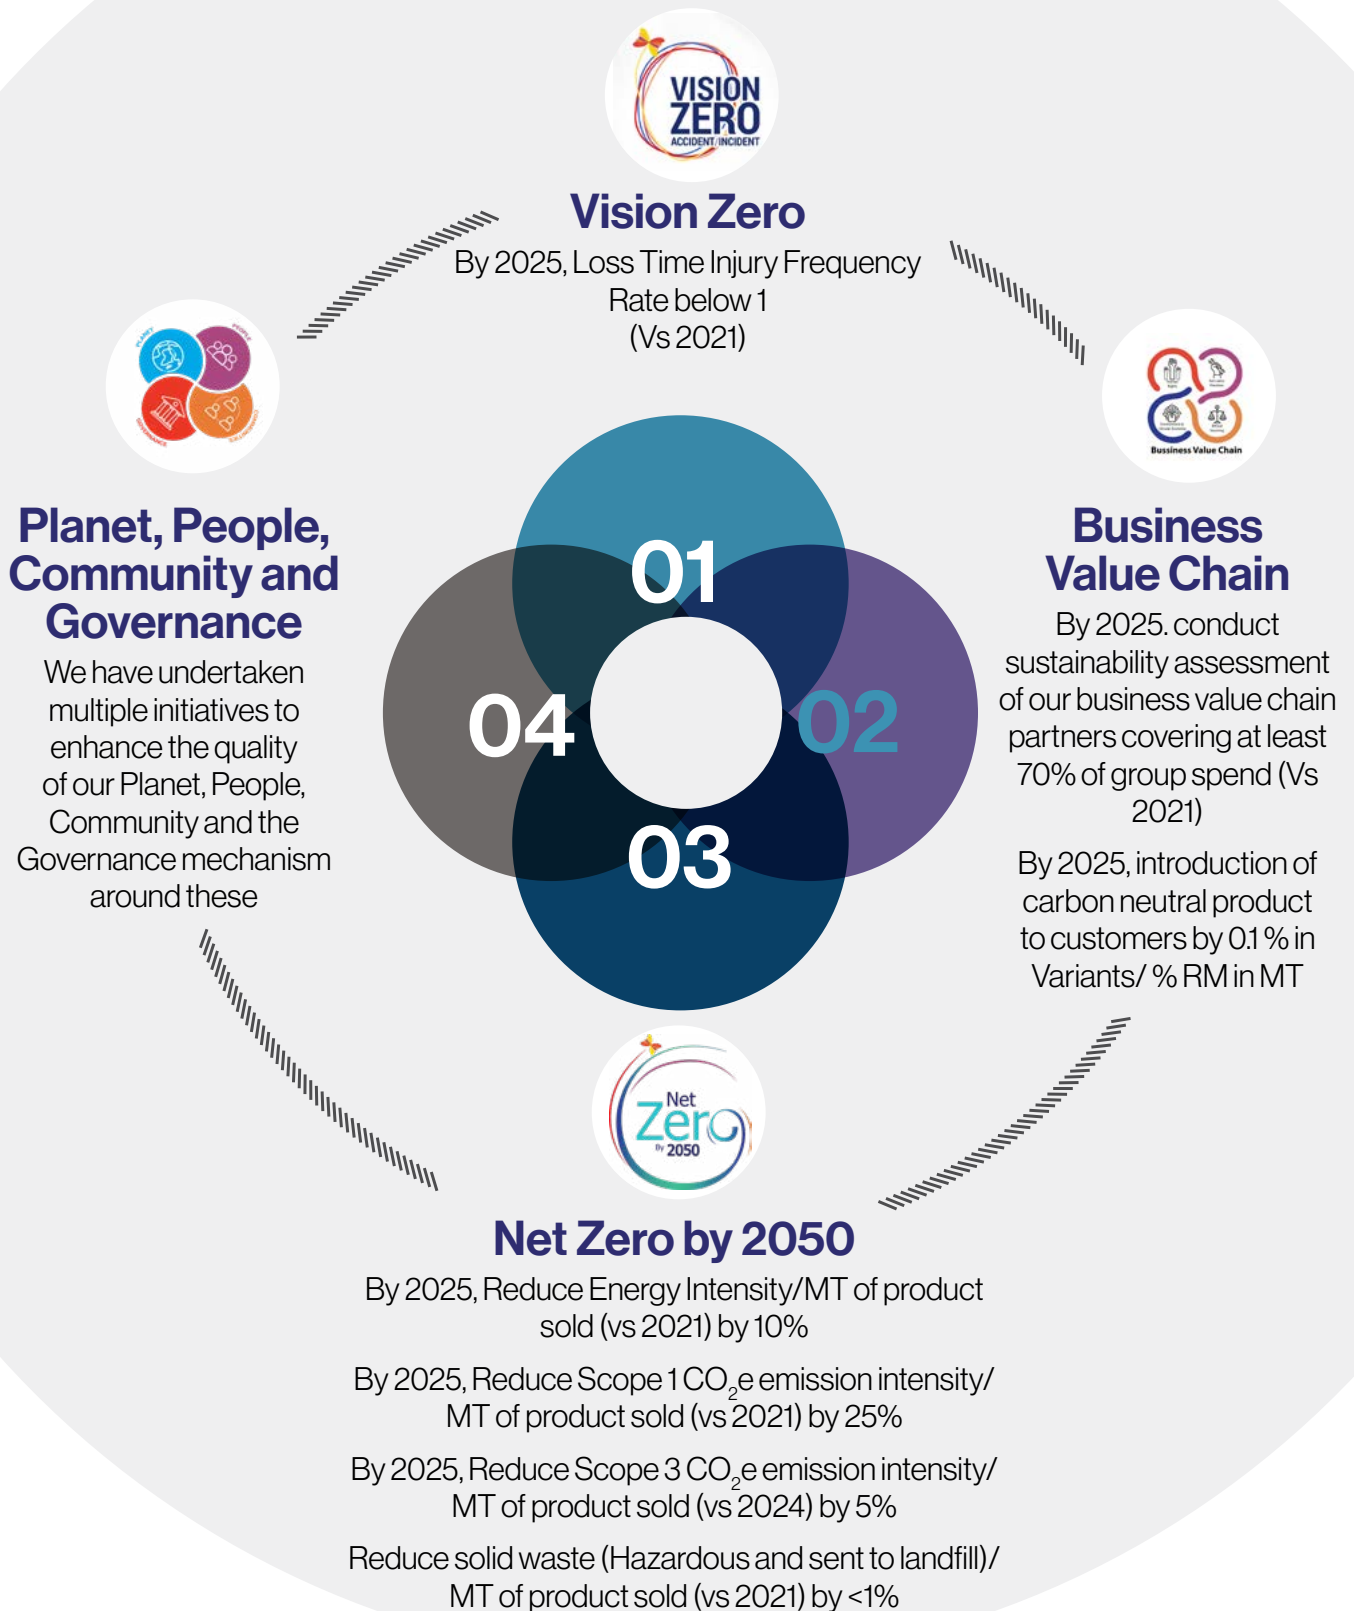 VISION
ZERO
ACCIDENT/INCIDENT
Vision Zero
By 2025, Loss Time Injury Frequency
Rate below 1
(Vs 2021)
Bussiness Value Chain
Business
Value Chain
By 2025. conduct
sustainability assessment
of our business value chain
partners covering at least
70% of group spend (Vs
2021)
By 2025, introduction of
carbon neutral product
to customers by 0.1 % in
Variants/ % RM in MT
PLANET
PEOPLE
GOVERNANCE
COMMUNITIES
Planet, People,
Community and
Governance
We have undertaken
multiple initiatives to
enhance the quality
of our Planet, People,
Community and the
Governance mechanism
around these
01
02
03
04
Net
Zero
By 2050
Net Zero by 2050
By 2025, Reduce Energy Intensity/MT of product
sold (vs 2021) by 10%
By 2025, Reduce Scope 1 CO₂e emission intensity/
MT of product sold (vs 2021) by 25%
By 2025, Reduce Scope 3 CO₂e emission intensity/
MT of product sold (vs 2024) by 5%
Reduce solid waste (Hazardous and sent to landfill)/
MT of product sold (vs 2021) by <1%